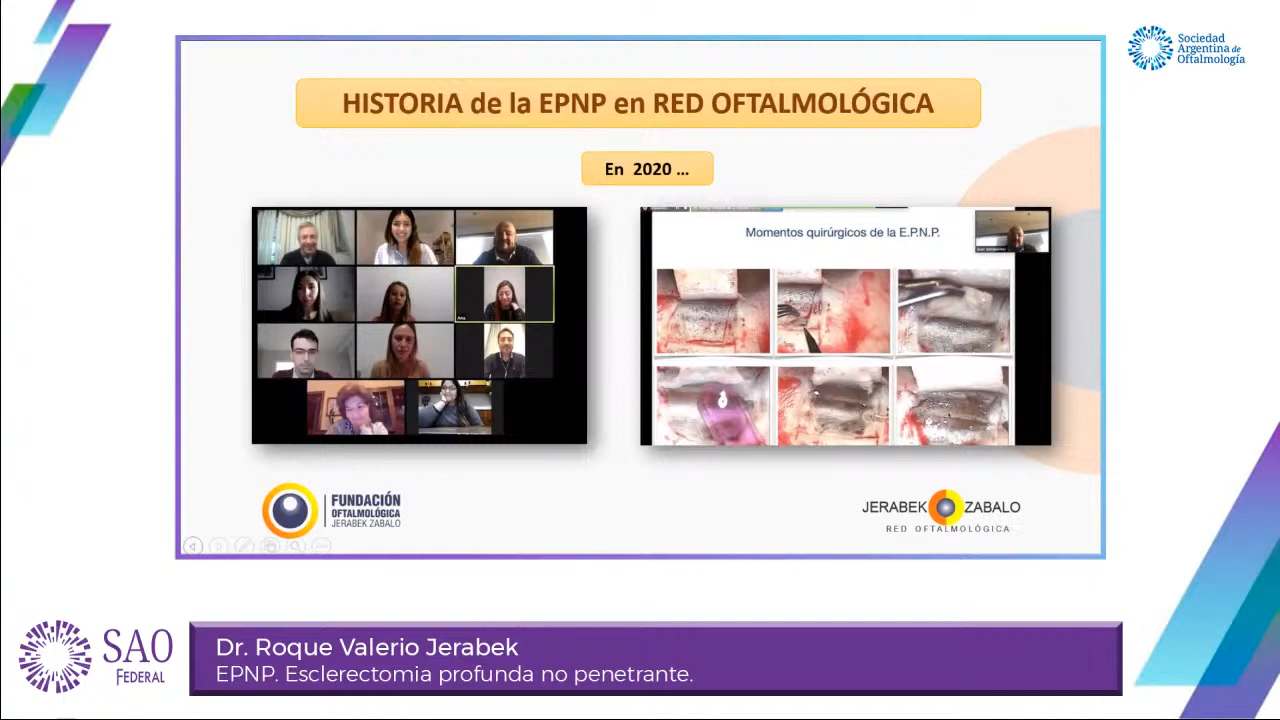 Sociedad
Argentina de
Oftalmología
HISTORIA de la EPNP en RED OFTALMOLÓGICA
En 2020 ...
Momentos quirúrgicos de la E.P.N.P.
Ana
FUNDACIÓN
OFTALMOLÓGICA
JERABEK ZABALO
JERABEK ZABALO
RED OFTALMOLÓGICA
SAO
FEDERAL
Dr. Roque Valerio Jerabek
EPNP. Esclerectomia profunda no penetrante.